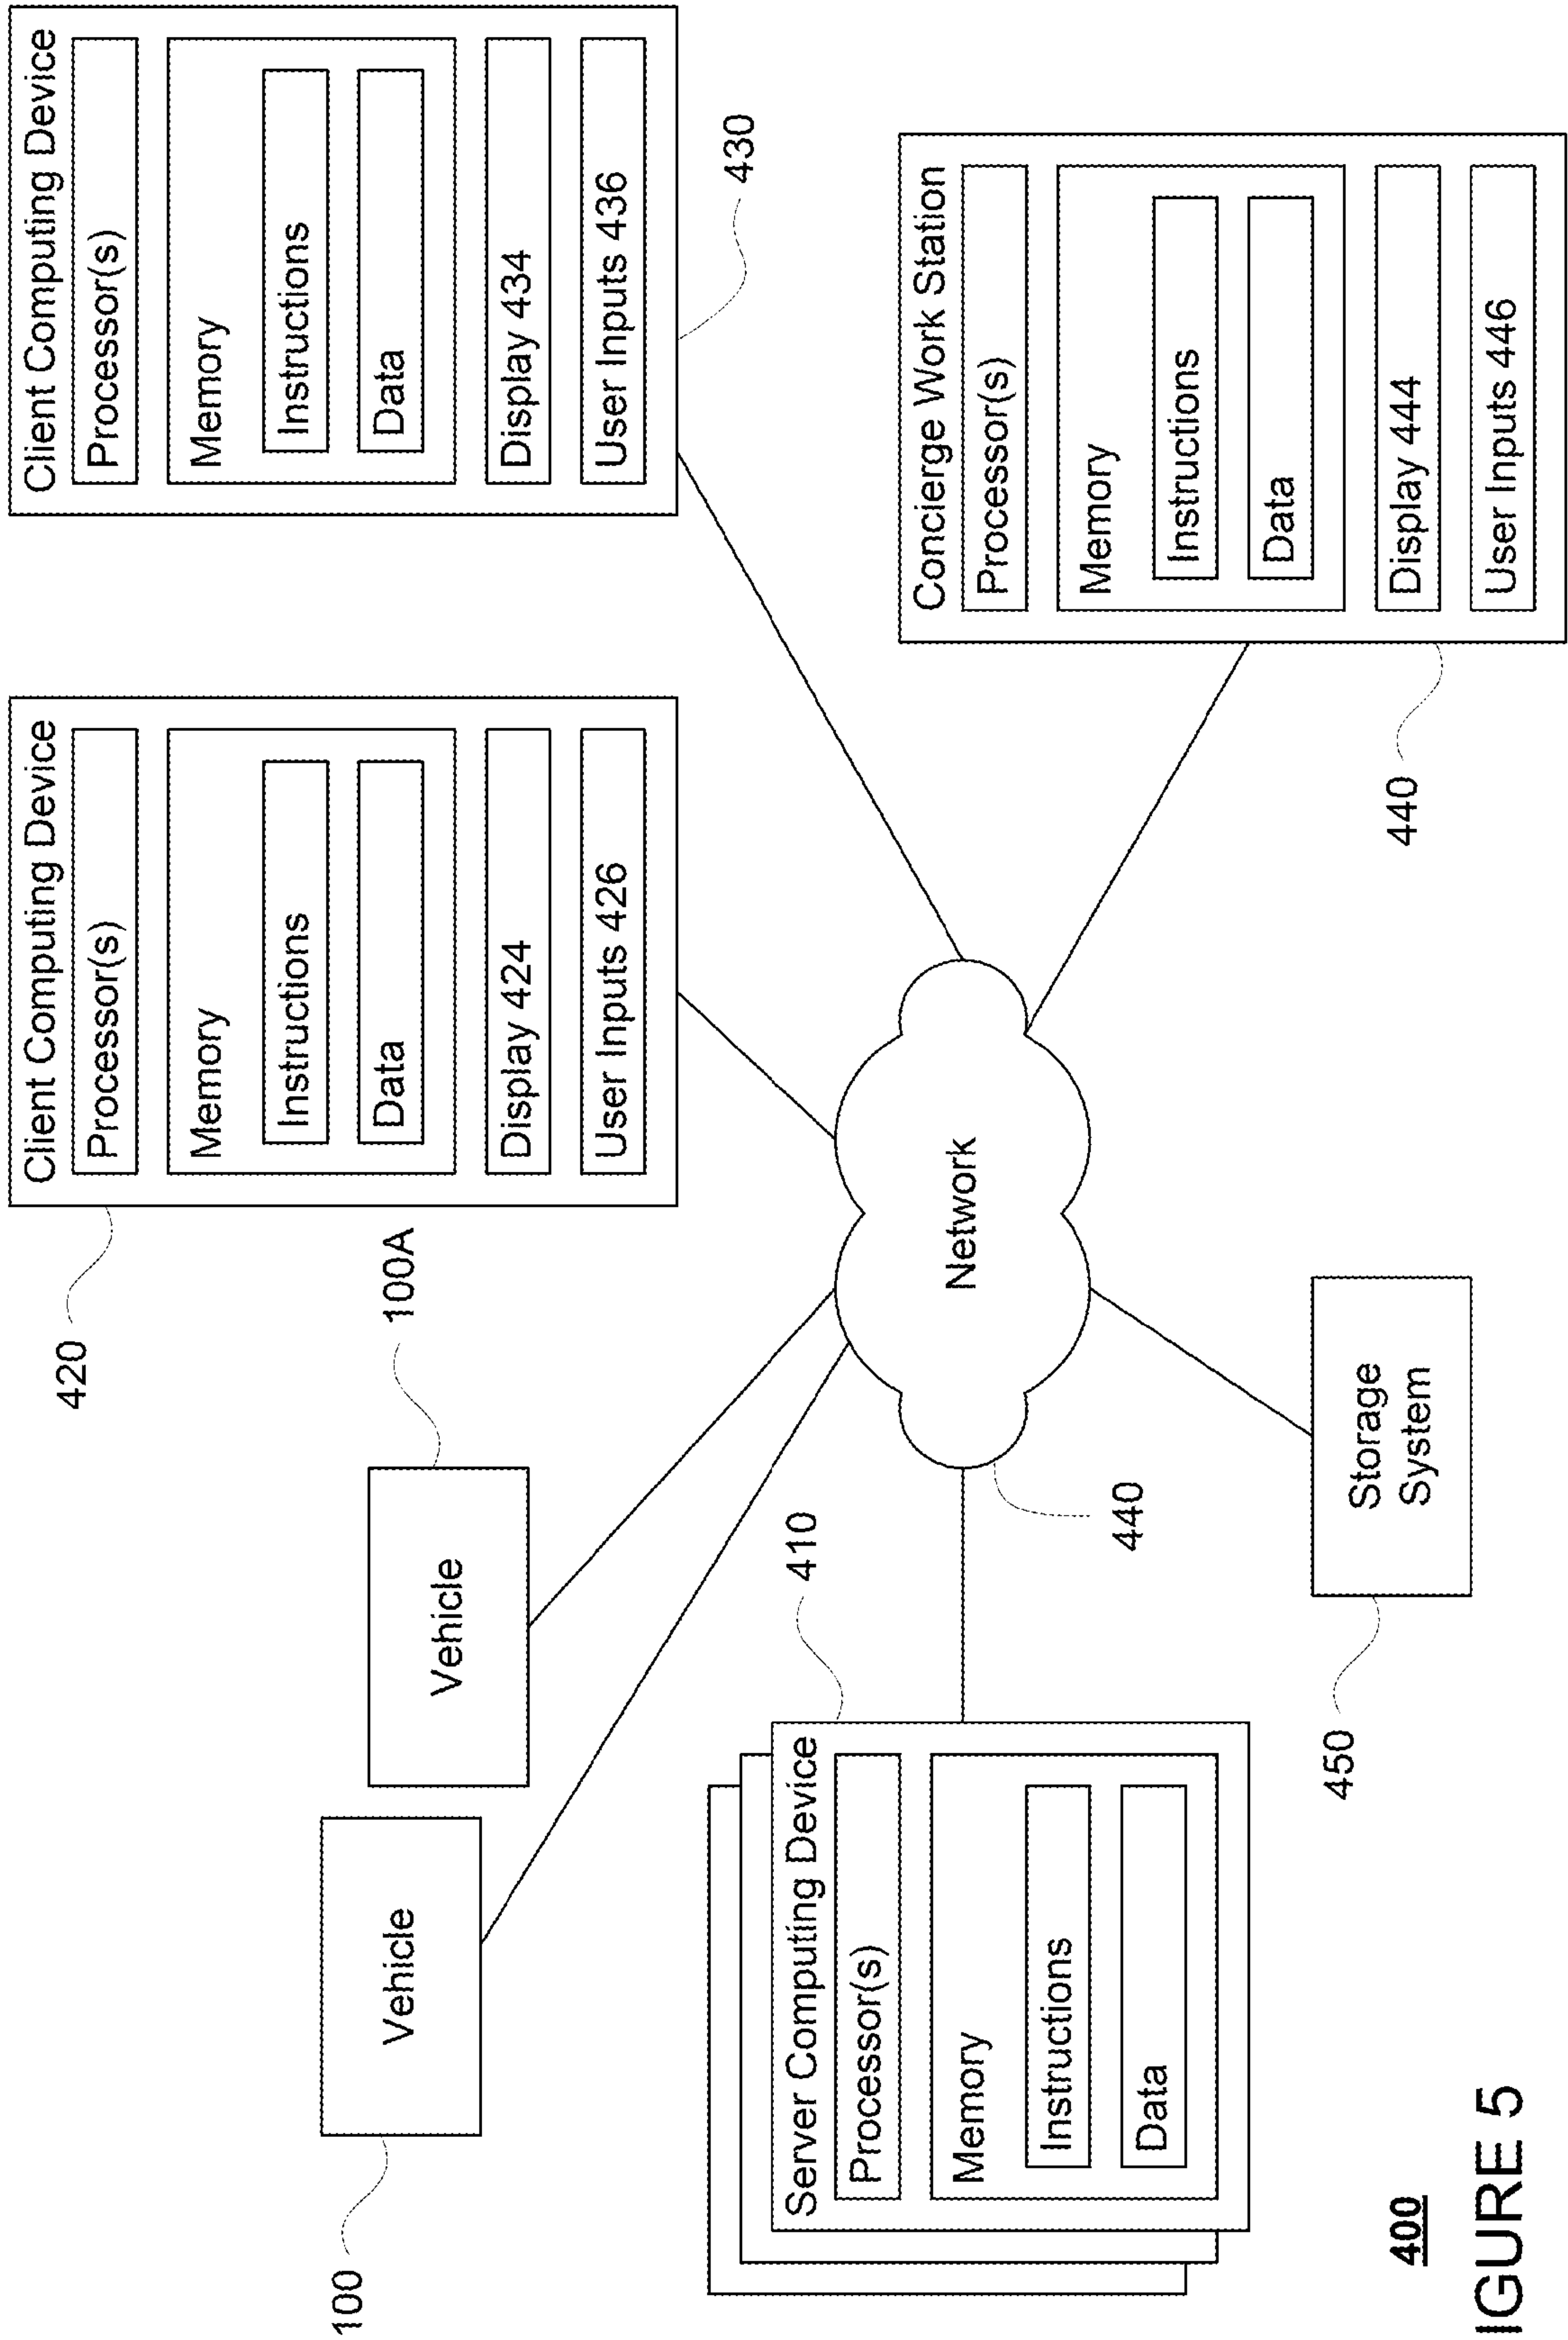 Client Computing Device
Processor(s)
Memory
Instructions
Data
Display 434
User Inputs 436
430
Client Computing Device
Processor(s)
Memory
Instructions
Data
Display 424
User Inputs 426
420
100A
Vehicle
Vehicle
100
Server Computing Device
Processor(s)
Memory
Instructions
Data
410
Network
440
Storage
System
450
Concierge Work Station
Processor(s)
Memory
Instructions
Data
Display 444
User Inputs 446
440
400
IGURE 5